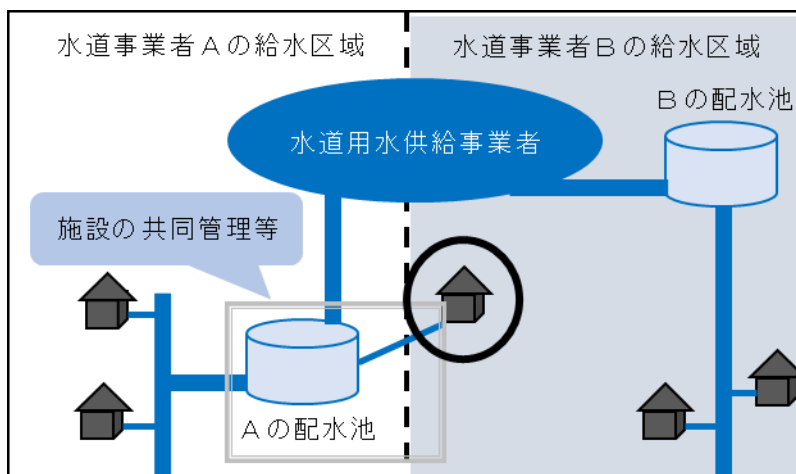 水道事業者Aの給水区域
水道事業者Bの給水区域
Bの配水池
水道用水供給事業者
施設の共同管理等
Aの配水池